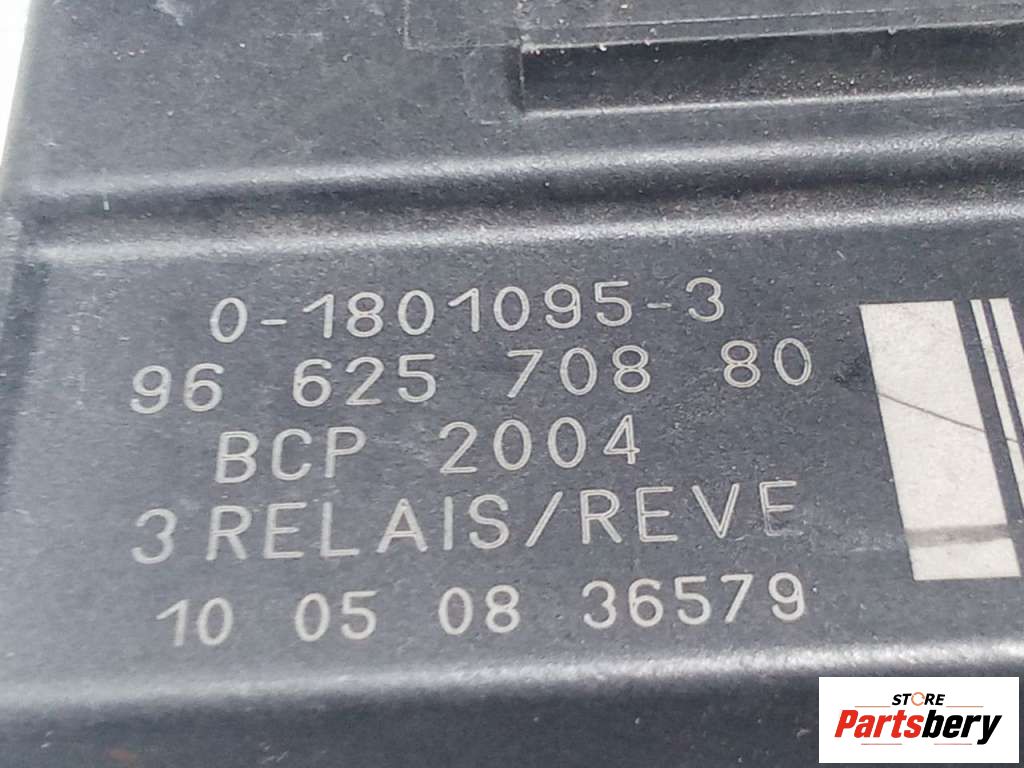 0-1801095-3
96 625 708 80
BCP 2004
3 RELAIS/REVE
10 05 08 36579
STORE
Partsbery